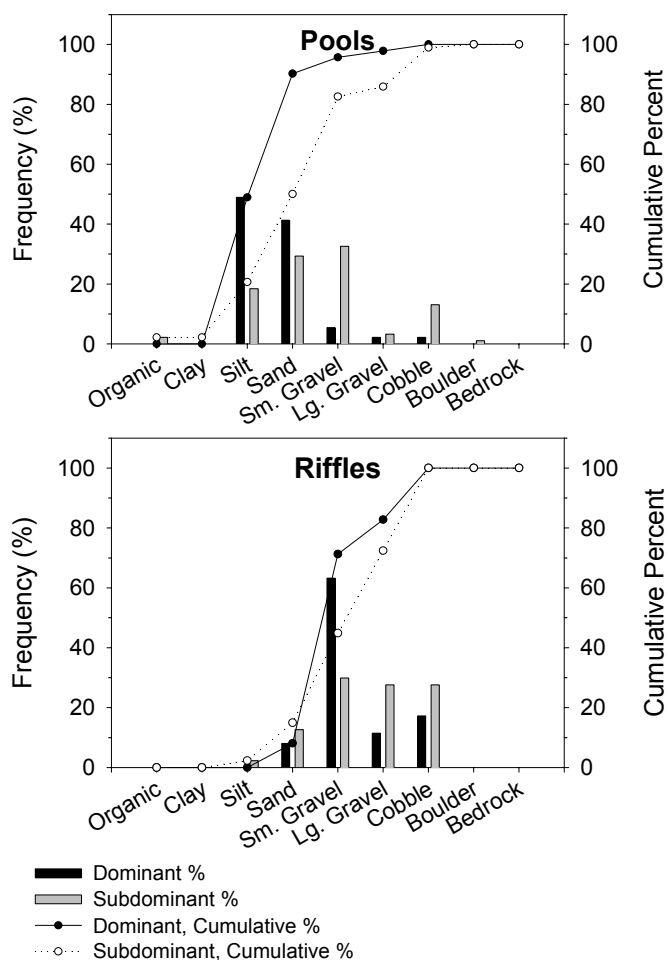 Pools
Frequency (%)
Cumulative Percent
100
80
60
40
20
0
100
80
60
40
20
0
Organic
Clay
Silt
Sand
Sm. Gravel
Lg. Gravel
Cobble
Boulder
Bedrock
Riffles
Frequency (%)
Cumulative Percent
100
80
60
40
20
0
100
80
60
40
20
0
Organic
Clay
Silt
Sand
Sm. Gravel
Lg. Gravel
Cobble
Boulder
Bedrock
Dominant %
Subdominant %
Dominant, Cumulative %
Subdominant, Cumulative %